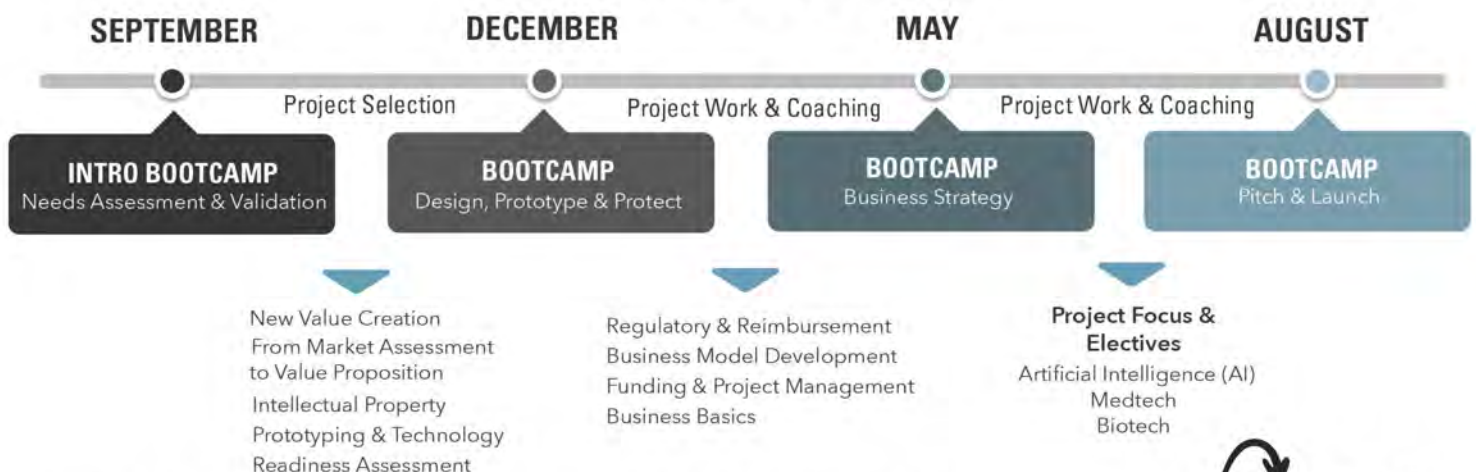 SEPTEMBER
DECEMBER
MAY
AUGUST
Project Selection
Project Work & Coaching
Project Work & Coaching
INTRO BOOTCAMP
Needs Assessment & Validation
BOOTCAMP
Design, Prototype & Protect
BOOTCAMP
Business Strategy
BOOTCAMP
Pitch & Launch
New Value Creation
From Market Assessment
to Value Proposition
Intellectual Property
Prototyping & Technology
Readiness Assessment
Regulatory & Reimbursement
Business Model Development
Funding & Project Management
Business Basics
Project Focus &
Electives
Artificial Intelligence (AI)
Medtech
Biotech